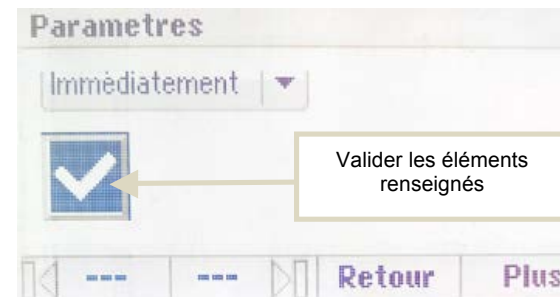 Parametres
Immédiatement
Valider les éléments
renseignés
--- --- Retour Plus